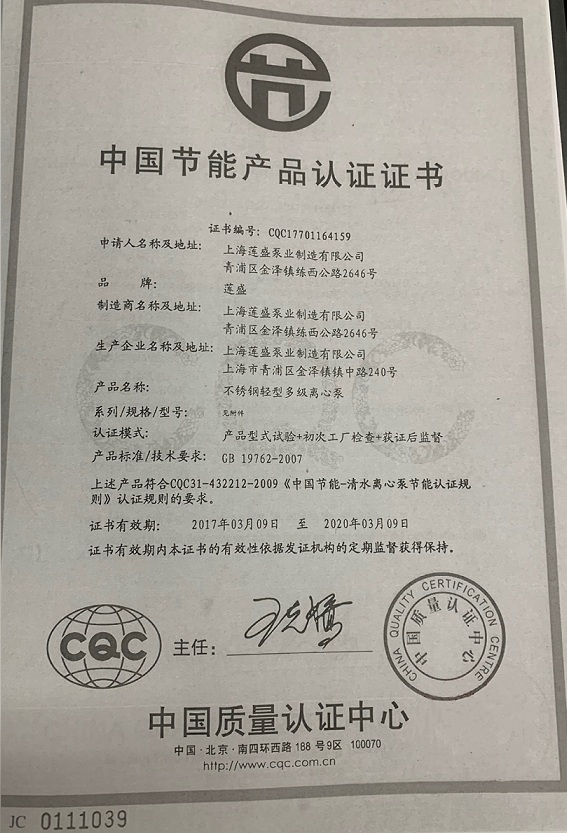 中国节能产品认证证书
证书编号: CQC17701164159
申请人名称及地址: 上海莲盛泵业制造有限公司
青浦区金泽镇练西公路2646号
品 牌: 莲盛
制造商名称及地址: 上海莲盛泵业制造有限公司
青浦区金泽镇练西公路2646号
生产企业名称及地址: 上海莲盛泵业制造有限公司
上海市青浦区金泽镇镇中路240号
产品名称: 不锈钢轻型多级离心泵
系列/规格/型号: 见附件
认证模式: 产品型式试验+初次工厂检查+获证后监督
产品标准/技术要求: GB 19762-2007
上述产品符合CQC31-432212-2009《中国节能-清水离心泵节能认证规
则》认证规则的要求。
证书有效期: 2017年03月09日 至 2020年03月09日
证书有效期内本证书的有效性依据发证机构的定期监督获得保持。
CQC
主任:
CHINA QUALITY CERTIFICATION CENTRE
中国质量认证中心
中国质量认证中心
中国·北京·南四环西路 188 号9区 100070
http://www.cqc.com.cn
JC 0111039